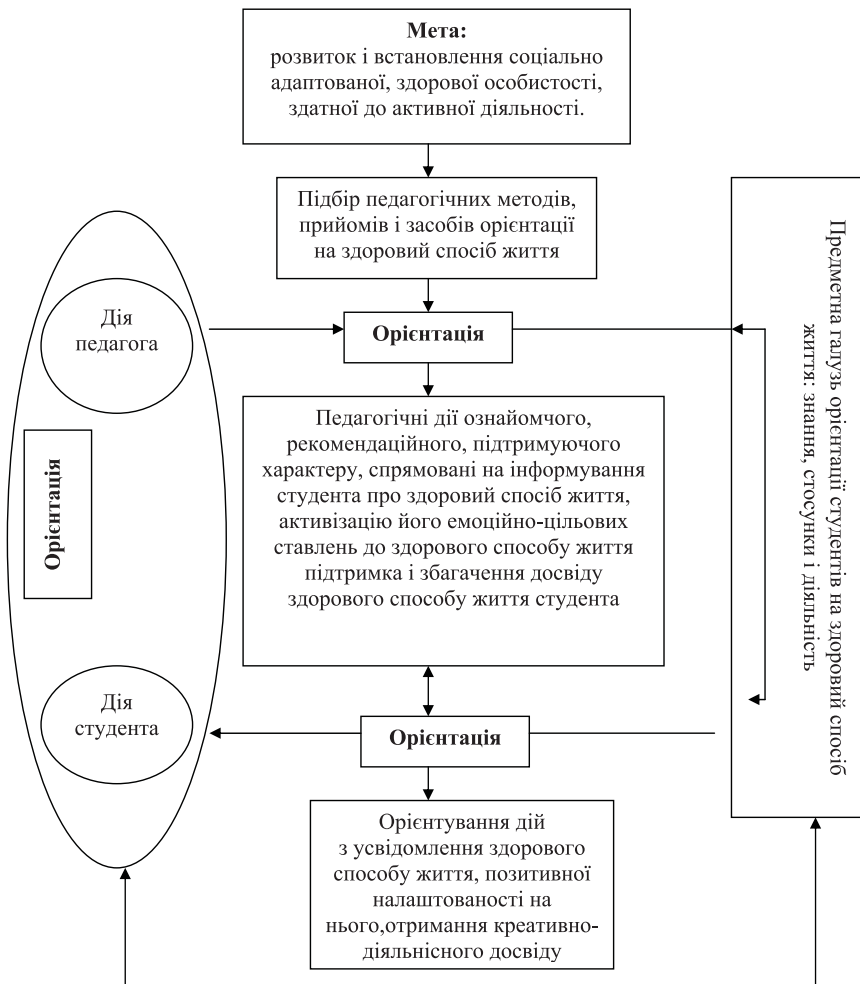 Мета:
розвиток і встановлення соціально
адаптованої, здорової особистості,
здатної до активної діяльності.
Підбір педагогічних методів,
прийомів і засобів орієнтації
на здоровий спосіб життя
Дія
педагога
Орієнтація
Орієнтація
Педагогічні дії ознайомчого,
рекомендаційного, підтримуючого
характеру, спрямовані на інформування
студента про здоровий спосіб життя,
активізацію його емоційно-цільових
ставлень до здорового способу життя
підтримка і збагачення досвіду
здорового способу життя студента
Предметна галузь орієнтації студентів на здоровий спосіб
життя: знання, стосунки і діяльність
Дія
студента
Орієнтація
Орієнтування дій
з усвідомлення здорового
способу життя, позитивної
налаштованості на
нього,отримання креативно-
діяльнісного досвіду